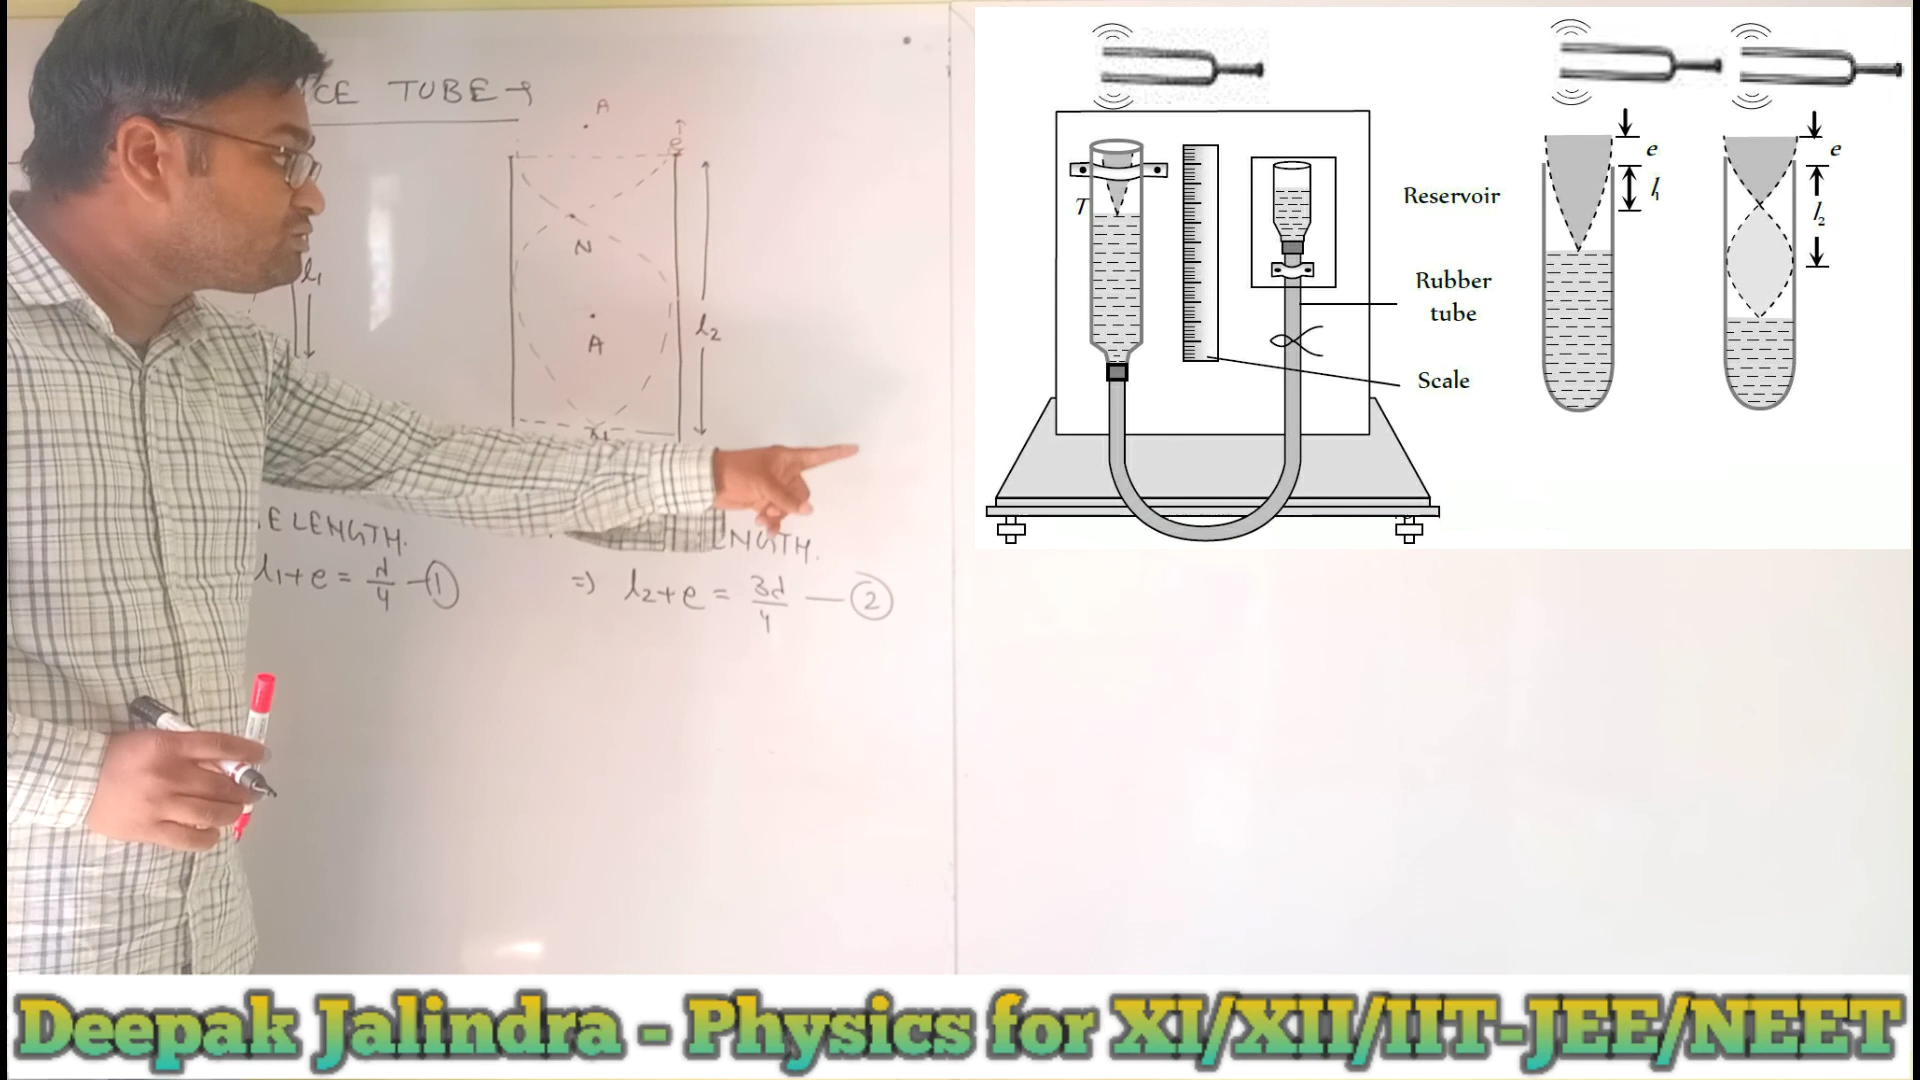 CE TUBE→
A
e
N
l₁
A
l₂
E LENGTH.
l₁+e = λ/4 —①
NGTH.
⇒ l₂+e = 3λ/4 — ②
T
Reservoir
Rubber
tube
Scale
e
l₁
e
l₂
Deepak Jalindra - Physics for XI/XII/IIT-JEE/NEET